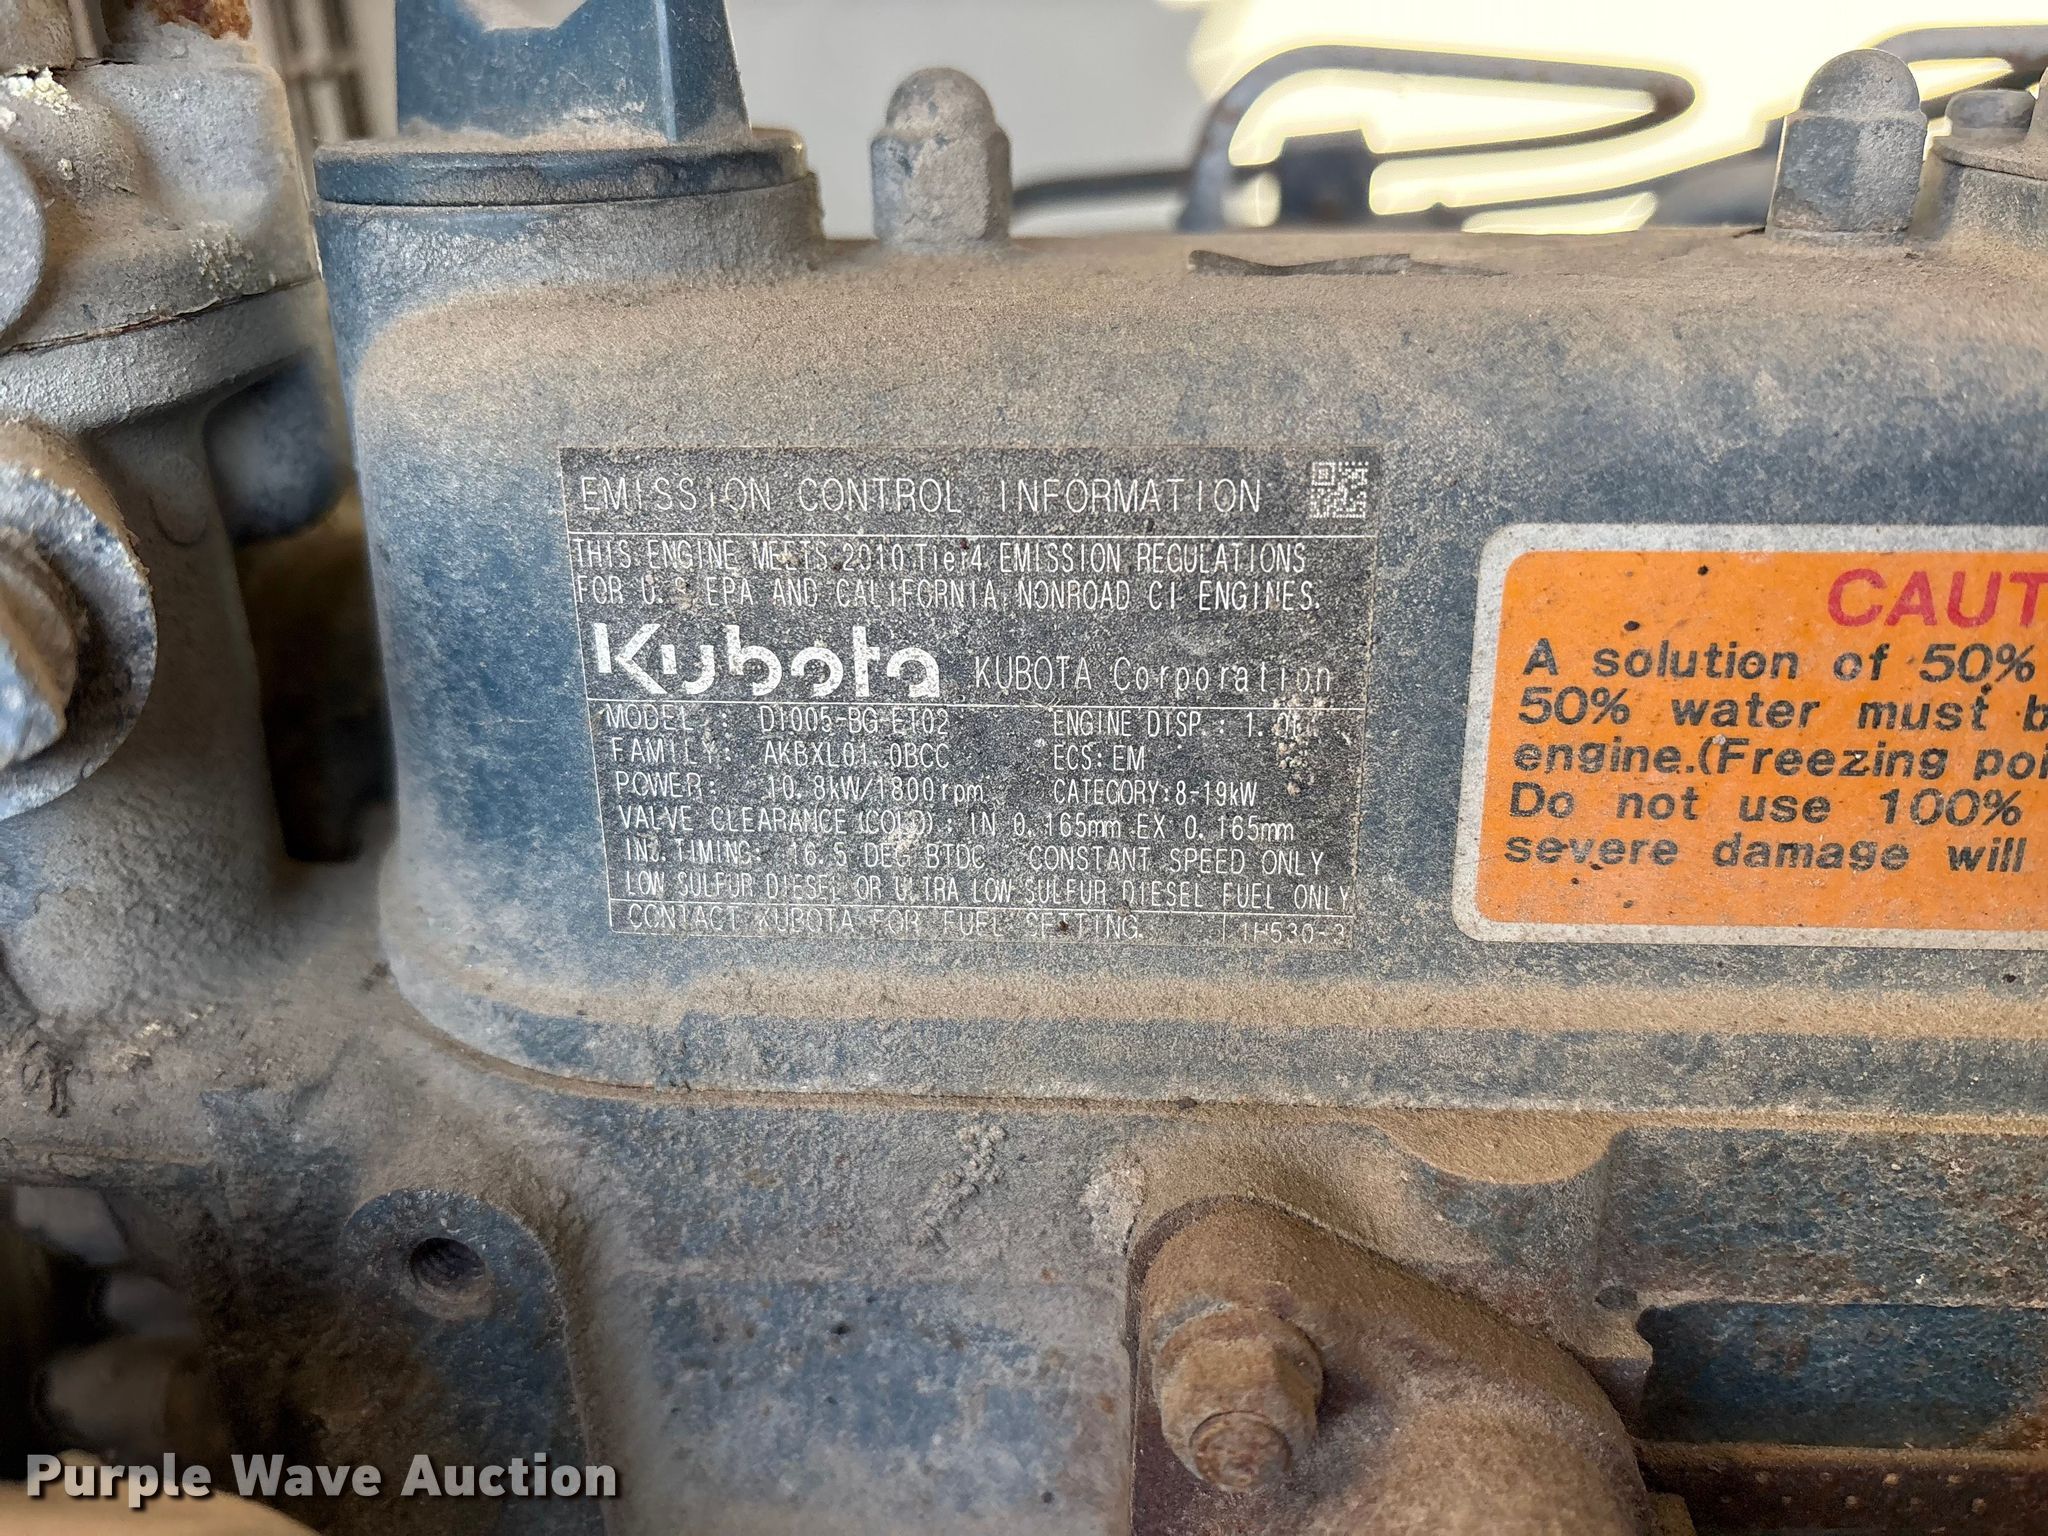 EMISSION CONTROL INFORMATION
THIS ENGINE MEETS 2010 Tier4 EMISSION REGULATIONS
FOR U.S. EPA AND CALIFORNIA NONROAD CI ENGINES.
Kubota KUBOTA Corporation
MODEL : D1005-BG-ET02 ENGINE DISP.: 1.0L
FAMILY: AKBXL01.0BCC ECS: EM
POWER: 10.8kW/1800rpm CATEGORY:8-19kW
VALVE CLEARANCE(COLD): IN 0.165mm EX 0.165mm
INJ.TIMING: 16.5 DEG BTDC CONSTANT SPEED ONLY
LOW SULFUR DIESEL OR ULTRA LOW SULFUR DIESEL FUEL ONLY
CONTACT KUBOTA FOR FUEL SETTING. 1H530-3
CAUT
A solution of 50%
50% water must b
engine.(Freezing poi
Do not use 100%
severe damage will
Purple Wave Auction